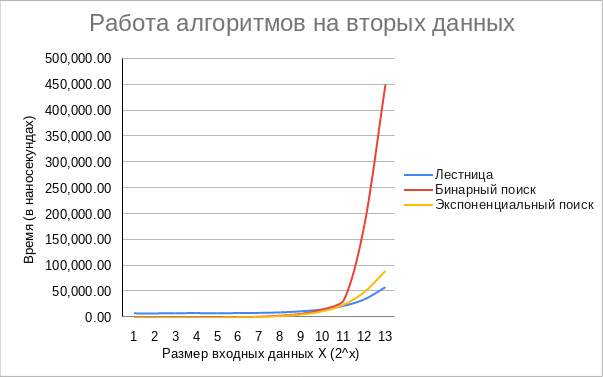 Работа алгоритмов на вторых данных
Время (в наносекундах)
500,000.00
450,000.00
400,000.00
350,000.00
300,000.00
250,000.00
200,000.00
150,000.00
100,000.00
50,000.00
0.00
1 2 3 4 5 6 7 8 9 10 11 12 13
Размер входных данных X (2^x)
Лестница
Бинарный поиск
Экспоненциальный поиск